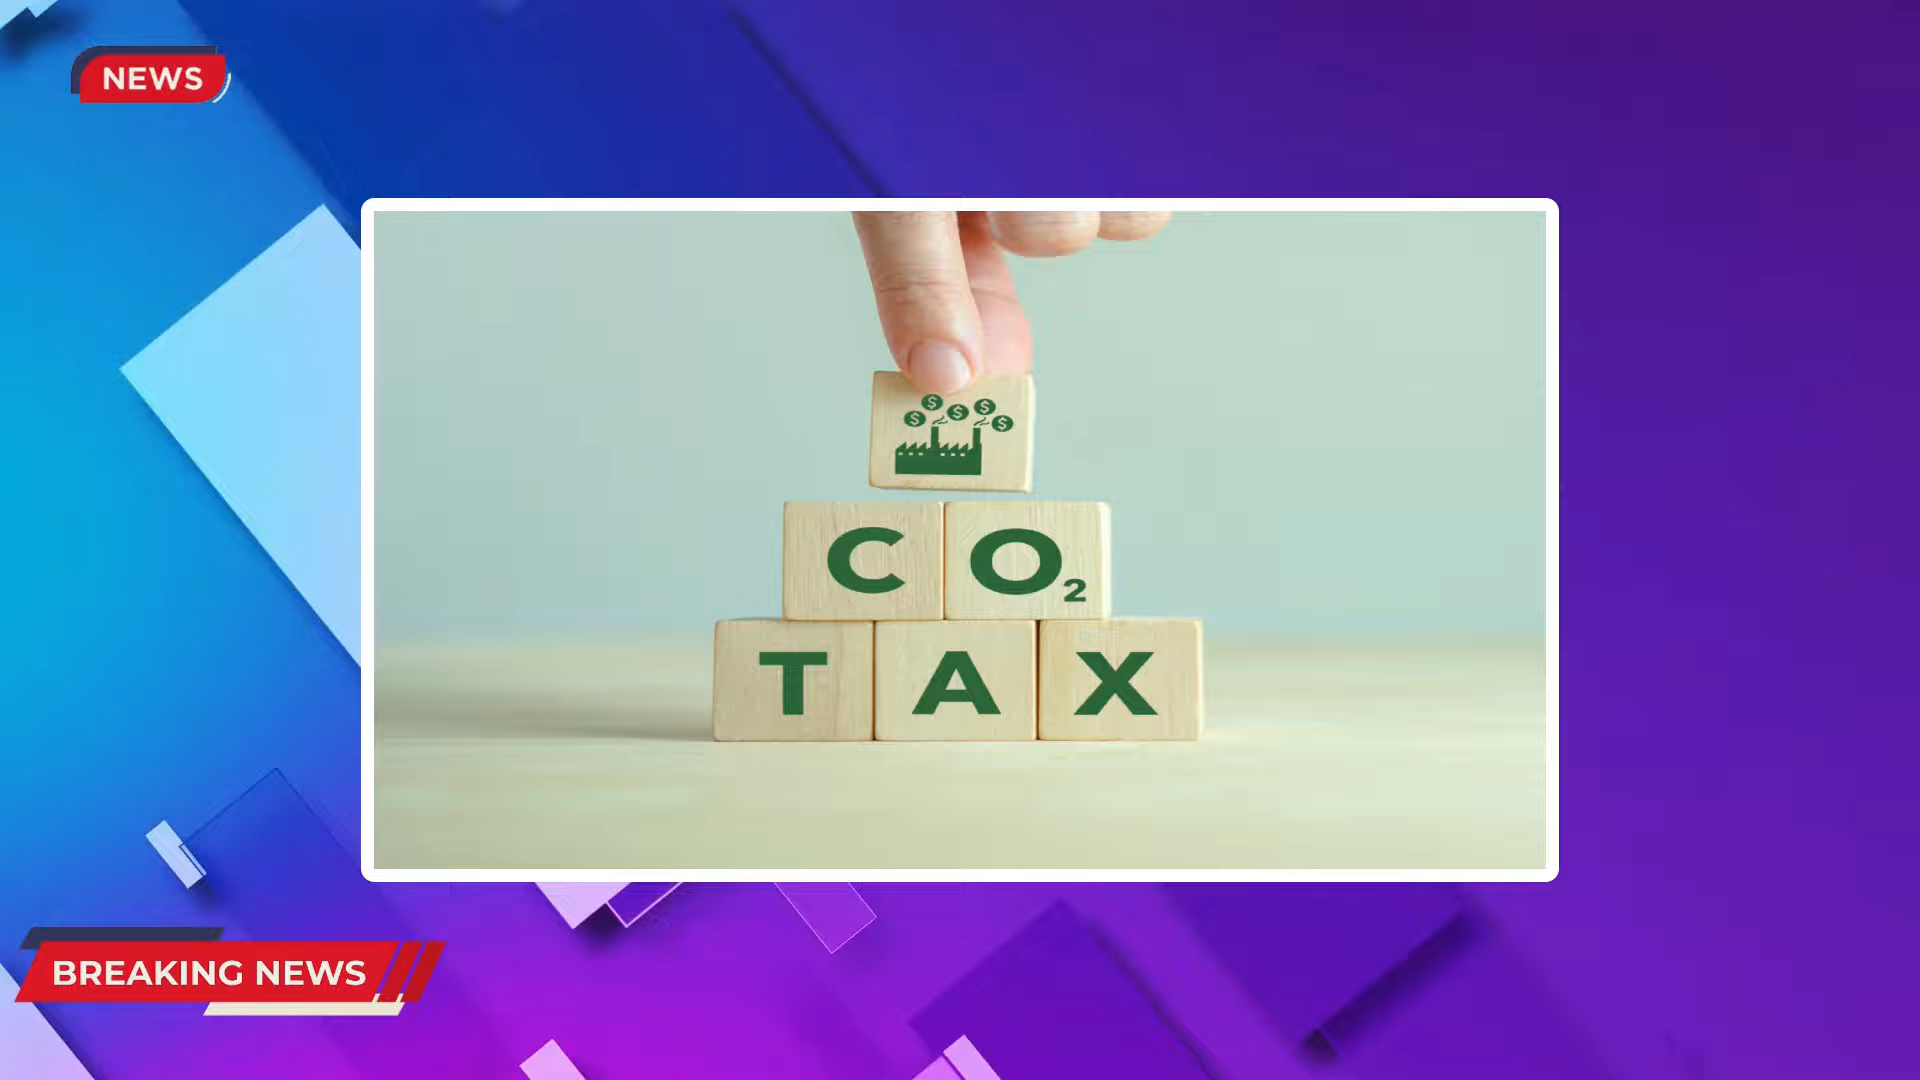 NEWS
$ $ $ $ $
CO₂
TAX
BREAKING NEWS